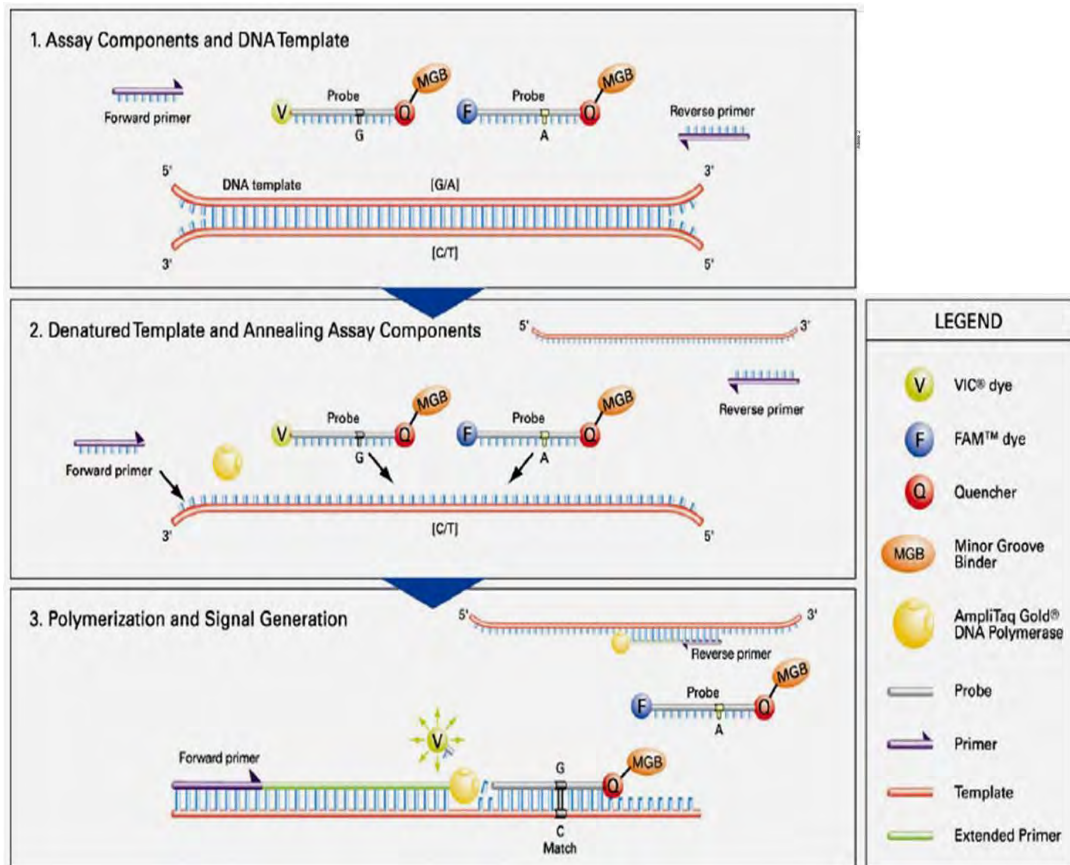 1. Assay Components and DNA Template
MGB
MGB
V
Probe
Q
F
Probe
Q
Forward primer
G
A
Reverse primer
5'
3'
DNA template
[G/A]
[C/T]
3'
5'
2. Denatured Template and Annealing Assay Components
5'
3'
MGB
MGB
Reverse primer
V
Probe
Q
F
Probe
Q
G
A
Forward primer
3'
[C/T]
5'
3. Polymerization and Signal Generation
5'
3'
Reverse primer
MGB
F
Probe
Q
A
V
Forward primer
G
MGB
Q
C
Match
LEGEND
V
VIC® dye
F
FAM™ dye
Q
Quencher
MGB
Minor Groove
Binder
AmpliTaq Gold®
DNA Polymerase
Probe
Primer
Template
Extended Primer